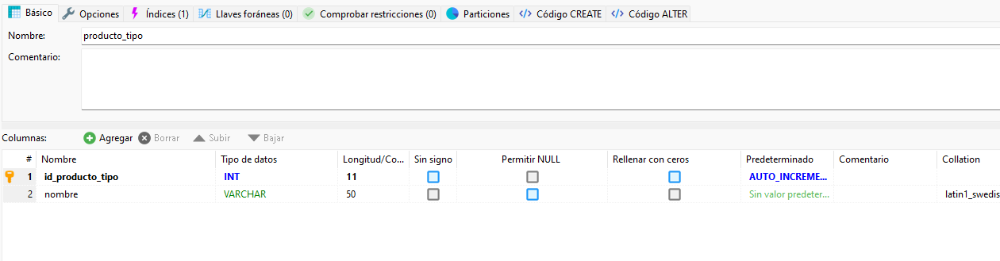 Básico Opciones Índices (1) Llaves foráneas (0) Comprobar restricciones (0) Particiones Código CREATE Código ALTER
Nombre: producto_tipo
Comentario:
Columnas: Agregar Borrar Subir Bajar
# Nombre Tipo de datos Longitud/Co... Sin signo Permitir NULL Rellenar con ceros Predeterminado Comentario Collation
1 id_producto_tipo INT 11 AUTO_INCREME...
2 nombre VARCHAR 50 Sin valor predeter... latin1_swedis